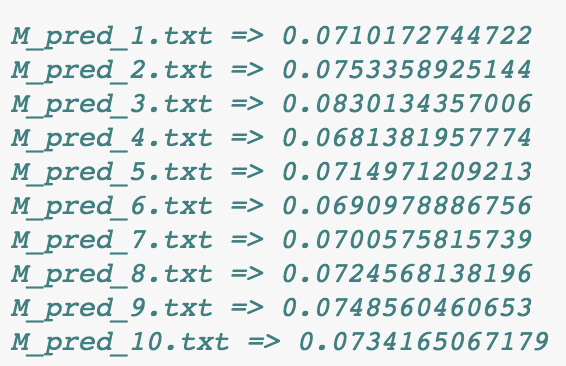 M_pred_1.txt => 0.0710172744722
M_pred_2.txt => 0.0753358925144
M_pred_3.txt => 0.0830134357006
M_pred_4.txt => 0.0681381957774
M_pred_5.txt => 0.0714971209213
M_pred_6.txt => 0.0690978886756
M_pred_7.txt => 0.0700575815739
M_pred_8.txt => 0.0724568138196
M_pred_9.txt => 0.0748560460653
M_pred_10.txt => 0.0734165067179